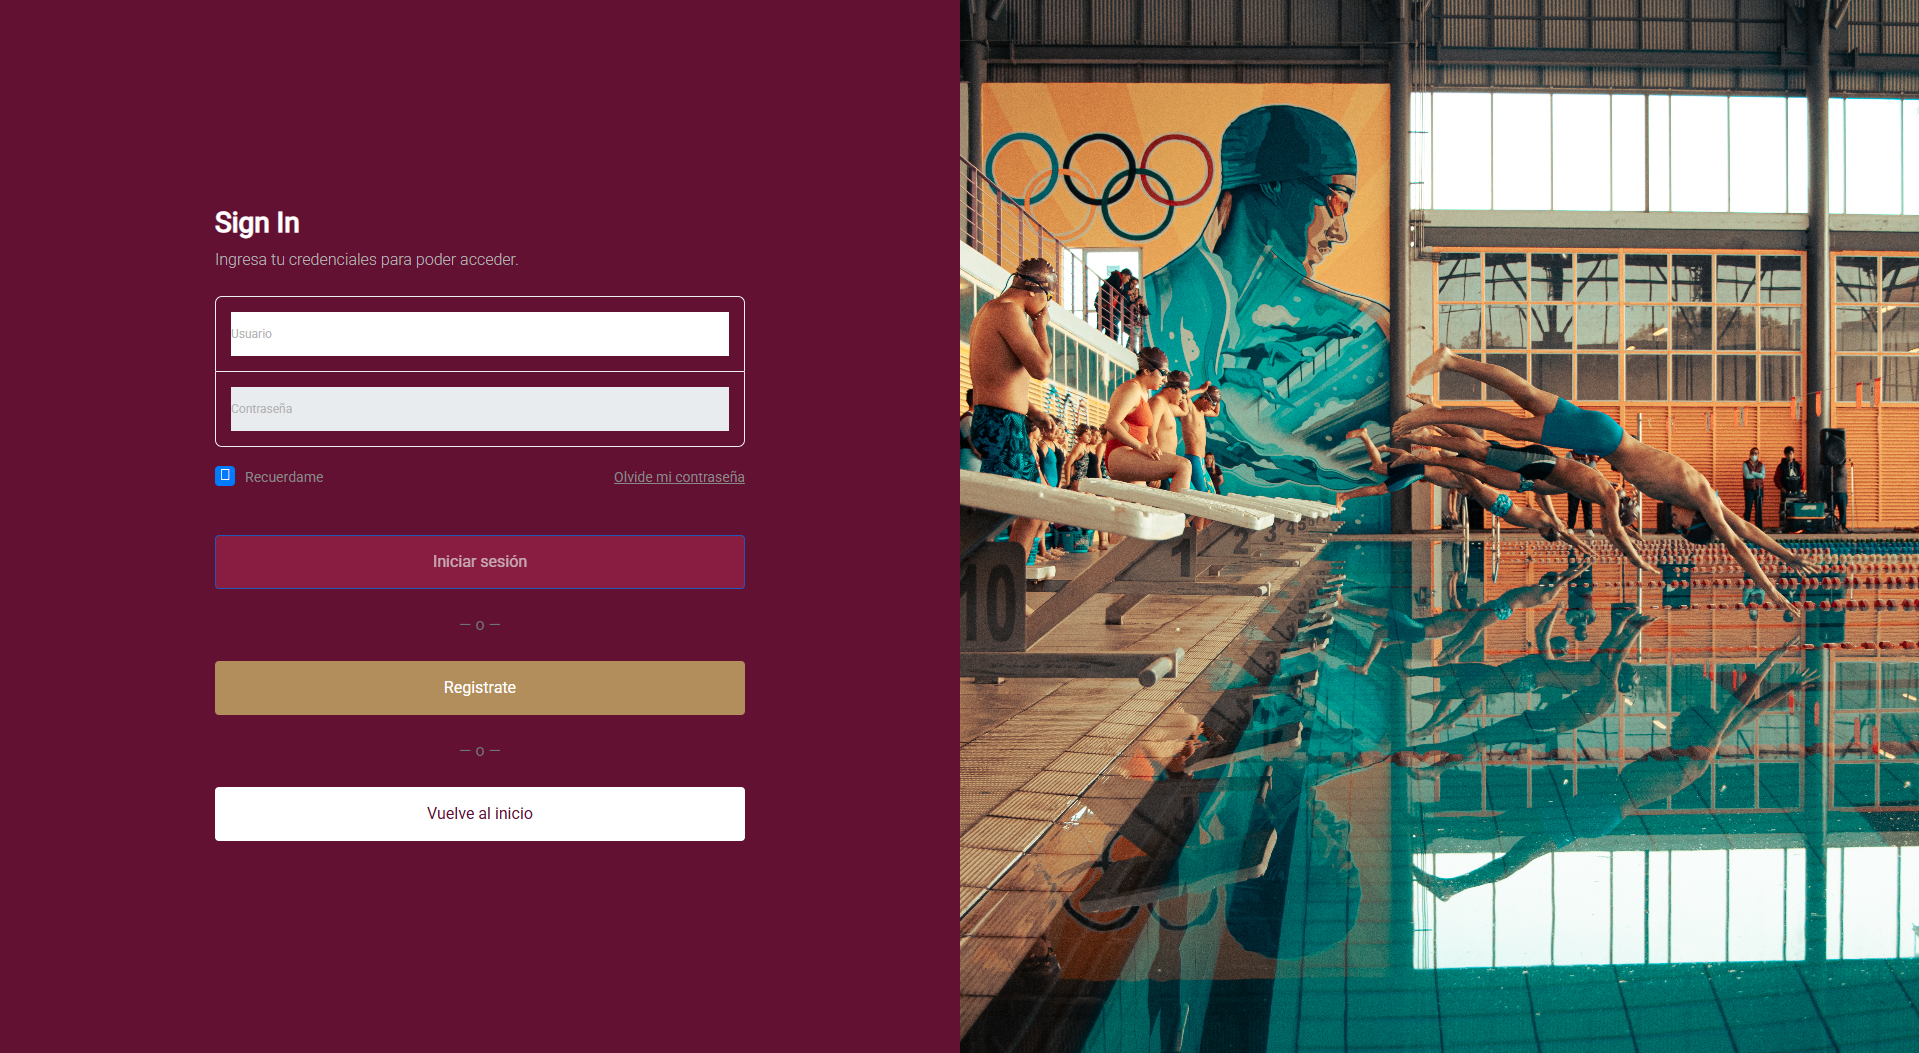 Sign In
Ingresa tu credenciales para poder acceder.
Usuario
Contraseña
Recuerdame
Olvide mi contraseña
Iniciar sesión
— o —
Registrate
— o —
Vuelve al inicio
10
1
2
3
4
5